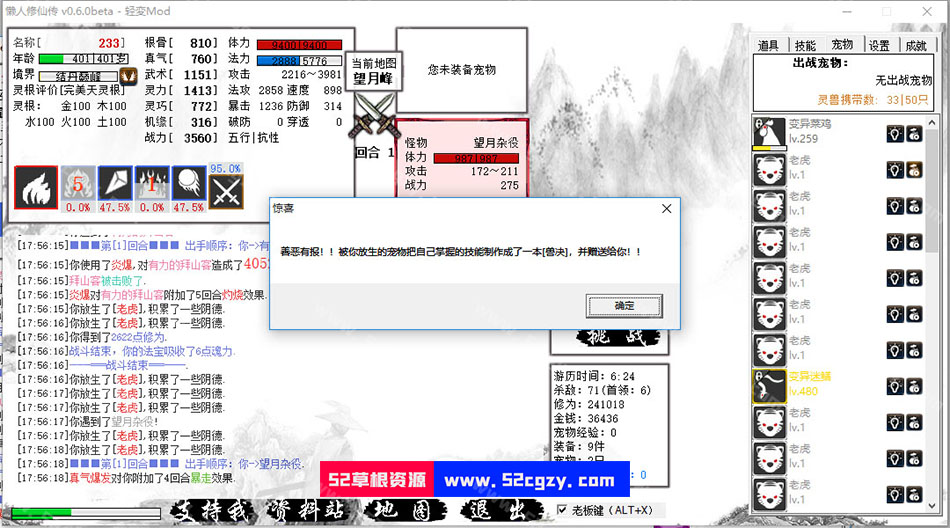 懒人修仙传 v0.6.0beta - 轻变Mod
名称[ 233] 根骨[ 810] 体力 9400|9400
年龄 401|401岁 真气[ 760] 法力 2888|5776
境界 结丹巅峰 武术[ 1151] 攻击 2216~3981
灵根评价[完美天灵根] 灵力[ 1413] 法攻 2858 速度 898
灵根: 金100 木100 灵巧[ 772] 暴击 1236 防御 314
水100 火100 土100 机缘[ 316] 破防 0 穿透 0
战力[ 3560] 五行|抗性
5 1 95.0%
0.0% 47.5% 0.0% 47.5%
当前地图
望月峰
回合 1
您未装备宠物
怪物 望月杂役
体力 987|987
攻击 172~211
战力 275
惊喜
善恶有报!! 被你放生的宠物把自己掌握的技能制作成了一本[兽决], 并赠送给你!!
确定
挑战
[17:56:15]■■■第[1]回合■■■ 出手顺序: 你->有
[17:56:15]你使用了炎爆,对有力的拜山客造成了405
[17:56:15]拜山客被击败了.
[17:56:15]炎爆对有力的拜山客附加了5回合灼烧效果.
[17:56:15]你放生了[老虎],积累了一些阴德.
[17:56:16]你放生了[老虎],积累了一些阴德.
[17:56:16]你得到了2622点修为.
[17:56:16]战斗结束, 你的法宝吸收了6点魂力.
[17:56:16]——══战斗结束══——.
[17:56:16]你放生了[老虎],积累了一些阴德.
[17:56:16]你放生了[老虎],积累了一些阴德.
[17:56:17]你放生了[老虎],积累了一些阴德.
[17:56:17]你遇到了望月杂役!
[17:56:17]你放生了[老虎],积累了一些阴德.
[17:56:18]你放生了[老虎],积累了一些阴德.
[17:56:18]■■■第[1]回合■■■ 出手顺序: 你->望月杂役.
[17:56:18]真气爆发对你附加了4回合暴走效果.
游历时间: 6:24
杀敌: 71(首领: 6)
修为: 241018
金钱: 36436
宠物经验: 0
装备: 9件
宠物: 2只
: 0
道具 技能 宠物 设置 成就
出战宠物:
无出战宠物
灵兽携带数: 33|50只
变异菜鸡
lv.259
老虎
lv.1
老虎
lv.1
老虎
lv.1
老虎
lv.1
老虎
lv.1
老虎
lv.1
变异迷鳝
lv.480
老虎
lv.1
老虎
lv.1
老虎
lv.1
支持我 资料站 地图 退出
老板键 (ALT+X)
52草根资源 www.52cgzy.com